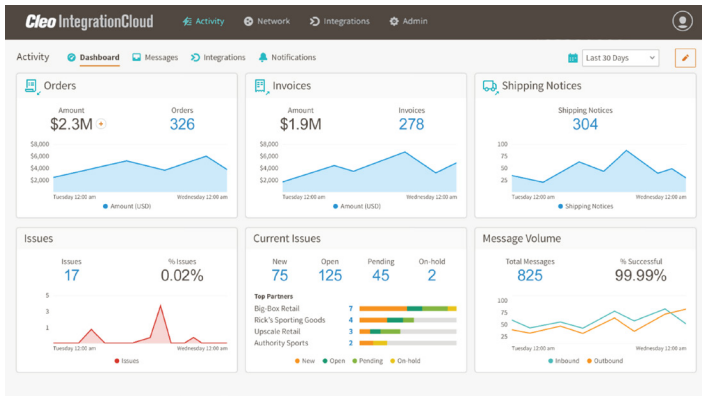 Cleo IntegrationCloud Activity Network Integrations Admin
Activity Dashboard Messages Integrations Notifications Last 30 Days
Orders
Amount Orders
$2.3M 326
$8,000
$6,000
$4,000
$2,000
Tuesday 12:00 am Wednesday 12:00 am
Amount (USD)
Invoices
Amount Invoices
$1.9M 278
$8,000
$6,000
$4,000
$2,000
Tuesday 12:00 am Wednesday 12:00 am
Amount (USD)
Shipping Notices
Shipping Notices
304
100
75
50
25
Tuesday 12:00 am Wednesday 12:00 am
Shipping Notices
Issues
Issues % Issues
17 0.02%
5
3
1
Tuesday 12:00 am Wednesday 12:00 am
Issues
Current Issues
New Open Pending On-hold
75 125 45 2
Top Partners
Big-Box Retail 7
Rick's Sporting Goods 4
Upscale Retail 3
Authority Sports 2
New Open Pending On-hold
Message Volume
Total Messages % Successful
825 99.99%
100
75
50
25
Tuesday 12:00 am Wednesday 12:00 am
Inbound Outbound